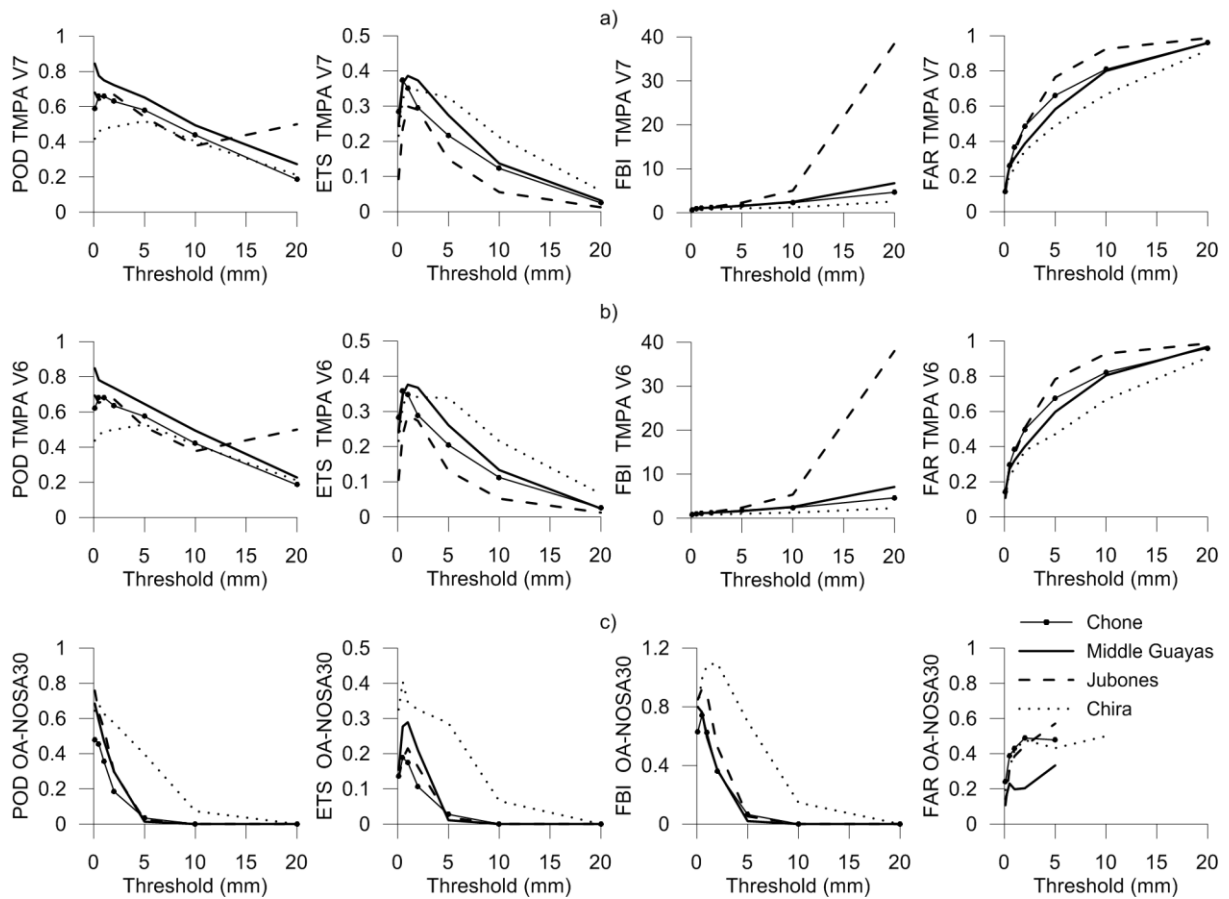 a)
POD TMPA V7
1
0.8
0.6
0.4
0.2
0
0 5 10 15 20
Threshold (mm)
ETS TMPA V7
0.5
0.4
0.3
0.2
0.1
0
0 5 10 15 20
Threshold (mm)
FBI TMPA V7
40
30
20
10
0
0 5 10 15 20
Threshold (mm)
FAR TMPA V7
1
0.8
0.6
0.4
0.2
0
0 5 10 15 20
Threshold (mm)
b)
POD TMPA V6
1
0.8
0.6
0.4
0.2
0
0 5 10 15 20
Threshold (mm)
ETS TMPA V6
0.5
0.4
0.3
0.2
0.1
0
0 5 10 15 20
Threshold (mm)
FBI TMPA V6
40
30
20
10
0
0 5 10 15 20
Threshold (mm)
FAR TMPA V6
1
0.8
0.6
0.4
0.2
0
0 5 10 15 20
Threshold (mm)
c)
POD OA-NOSA30
1
0.8
0.6
0.4
0.2
0
0 5 10 15 20
Threshold (mm)
ETS OA-NOSA30
0.5
0.4
0.3
0.2
0.1
0
0 5 10 15 20
Threshold (mm)
FBI OA-NOSA30
1.2
0.8
0.4
0
0 5 10 15 20
Threshold (mm)
FAR OA-NOSA30
1
0.8
0.6
0.4
0.2
0
0 5 10 15 20
Threshold (mm)
Chone
Middle Guayas
Jubones
Chira